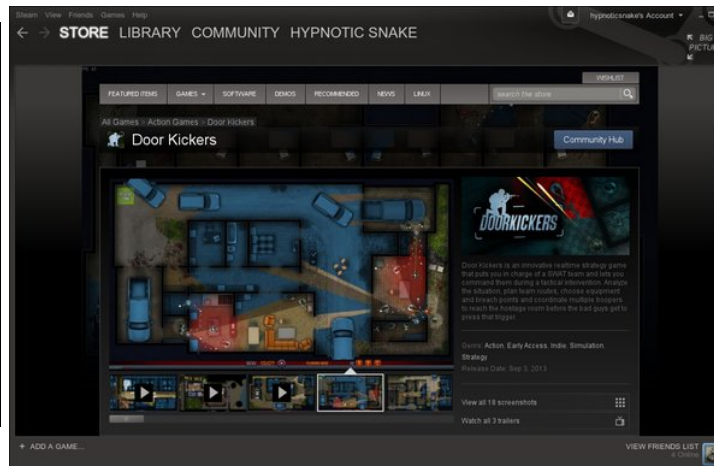 Steam View Friends Games Help
hypnoticsnake's Account
STORE LIBRARY COMMUNITY HYPNOTIC SNAKE
BIG
PICTU
WISHLIST
FEATURED ITEMS GAMES SOFTWARE DEMOS RECOMMENDED NEWS LINUX search the store
All Games > Action Games > Door Kickers
Door Kickers
Community Hub
DOORKICKERS
Door Kickers is an innovative realtime strategy game
that puts you in charge of a SWAT team and lets you
command them during a tactical intervention. Analyze
the situation, plan team routes, choose equipment
and breach points and coordinate multiple troopers
to reach the hostage room before the bad guys get to
press that trigger.
Genre: Action, Early Access, Indie, Simulation,
Strategy
Release Date: Sep 3, 2013
View all 18 screenshots
Watch all 3 trailers
+ ADD A GAME...
VIEW FRIENDS LIST
4 Online